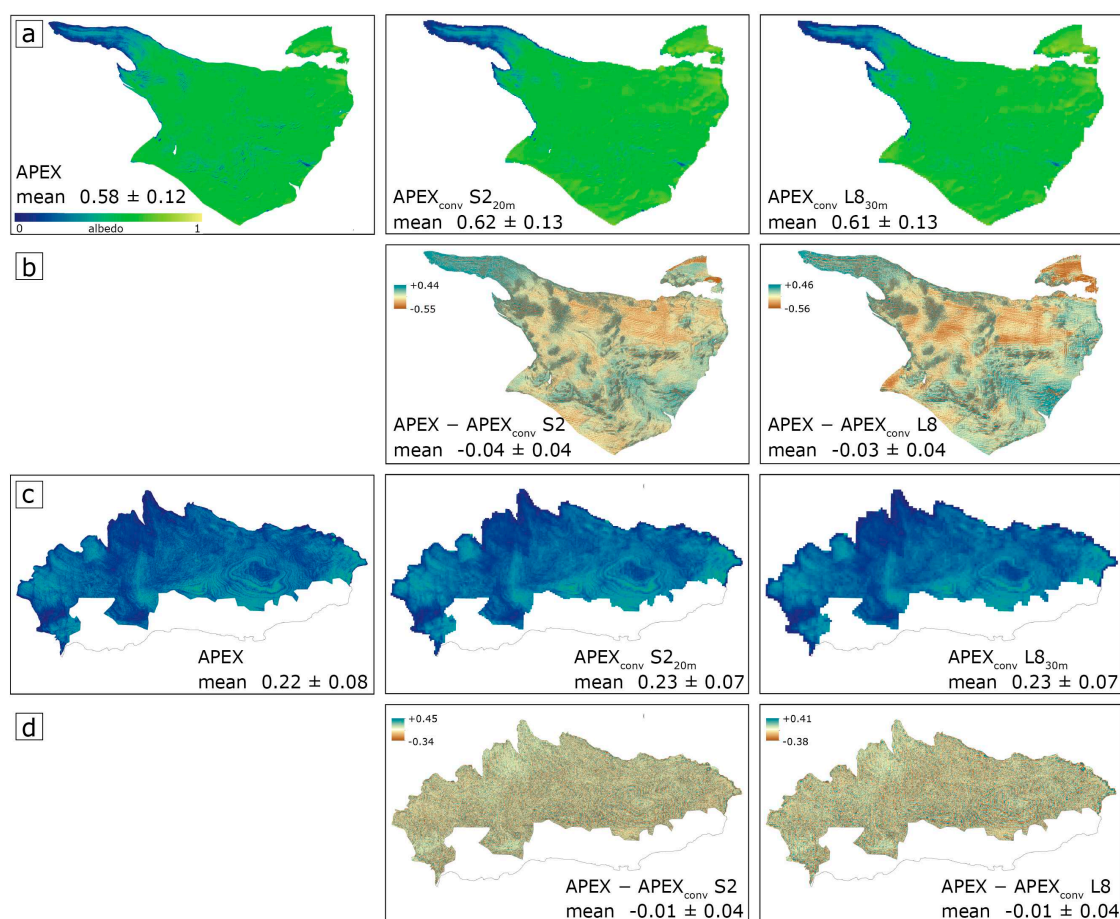 a
APEX
mean 0.58 ± 0.12
0 albedo 1
APEXconv S220m
mean 0.62 ± 0.13
APEXconv L830m
mean 0.61 ± 0.13
b
+0.44
-0.55
APEX – APEXconv S2
mean -0.04 ± 0.04
+0.46
-0.56
APEX – APEXconv L8
mean -0.03 ± 0.04
c
APEX
mean 0.22 ± 0.08
APEXconv S220m
mean 0.23 ± 0.07
APEXconv L830m
mean 0.23 ± 0.07
d
+0.45
-0.34
APEX – APEXconv S2
mean -0.01 ± 0.04
+0.41
-0.38
APEX – APEXconv L8
mean -0.01 ± 0.04